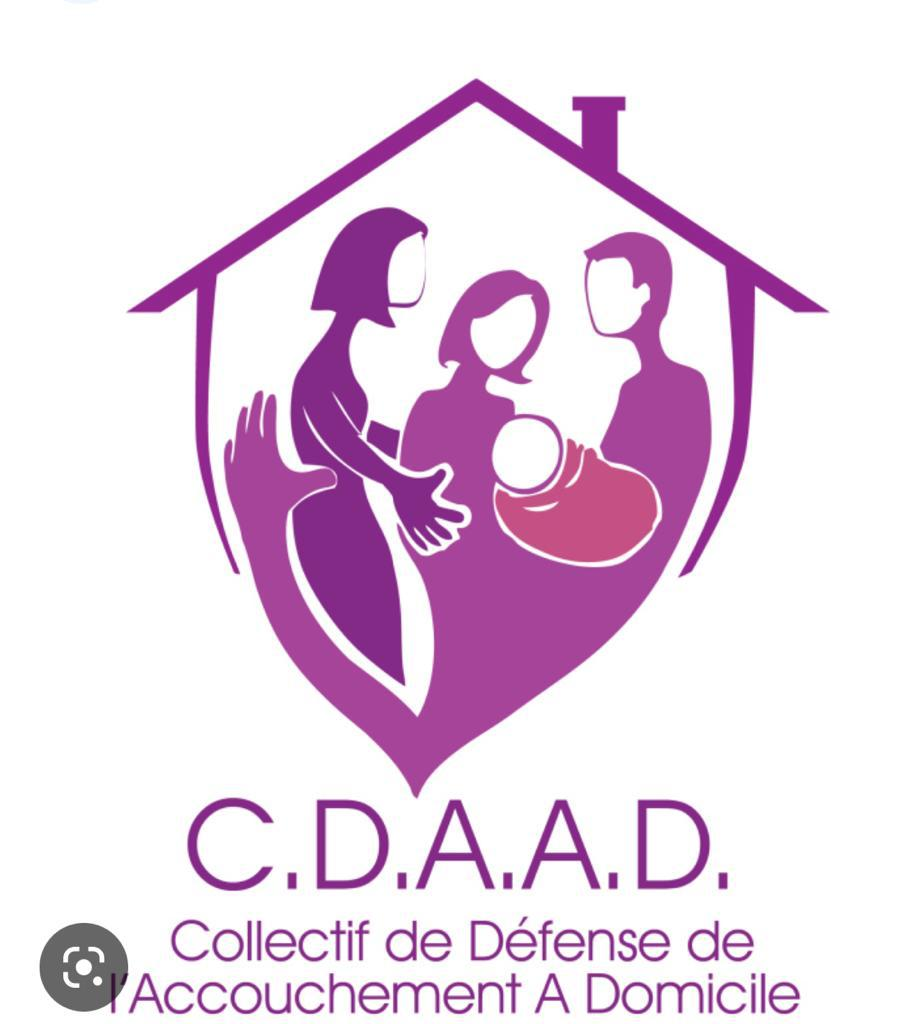 C.D.A.A.D.
Collectif de Défense de
l'Accouchement A Domicile